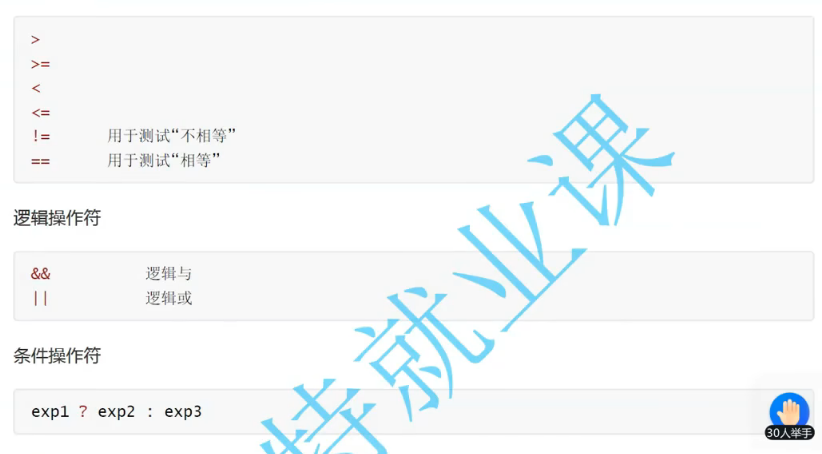 >
>=
<
<=
!= 用于测试“不相等”
== 用于测试“相等”
逻辑操作符
&& 逻辑与
|| 逻辑或
条件操作符
exp1 ? exp2 : exp3
特就业课
30人举手